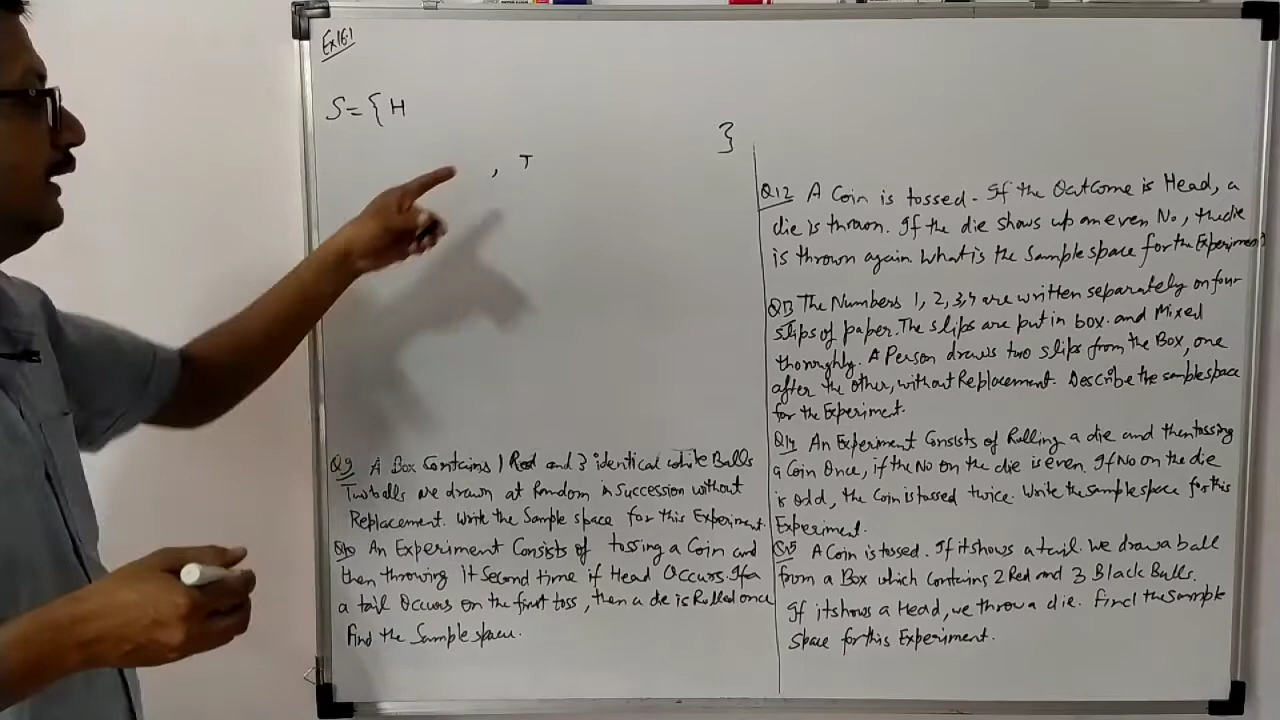 Ex16.1
S = { H
, T
}
Q9 A Box Contains 1 Red and 3 identical white Balls
Two balls are drawn at Random in Succession without
Replacement. Write the Sample space for this Experiment.
Q10 An Experiment Consists of tossing a Coin and
then throwing it Second time if Head Occurs. If a
a tail Occurs on the first toss, then a die is Rolled once
Find the Sample space.
Q12 A Coin is tossed. If the Outcome is Head, a
die is thrown. If the die shows up an even No, the die
is thrown again. What is the Sample space for the Experiment?
Q13 The Numbers 1, 2, 3, 4 are written separately on four
slips of paper. The slips are put in box and Mixed
thoroughly. A Person draws two slips from the Box, one
after the other, without Replacement. Describe the sample space
for the Experiment.
Q14 An Experiment Consists of Rolling a die and then tossing
a Coin Once, if the No on the die is even. If No on the die
is odd, the Coin is tossed twice. Write the sample space for this
Experiment.
Q15 A Coin is tossed. If it shows a tail. We draw a ball
from a Box which Contains 2 Red and 3 Black Balls.
If it shows a Head, we throw a die. Find the Sample
Space for this Experiment.